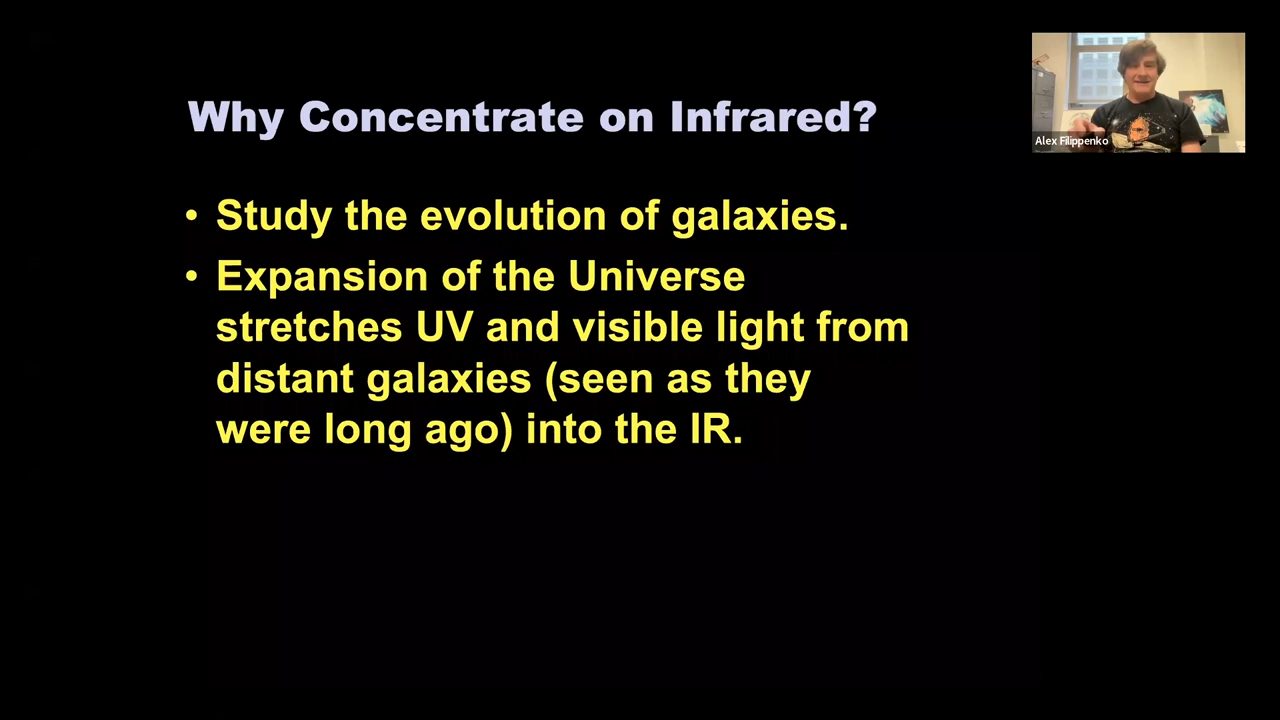 Why Concentrate on Infrared?
Alex Filippenko
• Study the evolution of galaxies.
• Expansion of the Universe
stretches UV and visible light from
distant galaxies (seen as they
were long ago) into the IR.